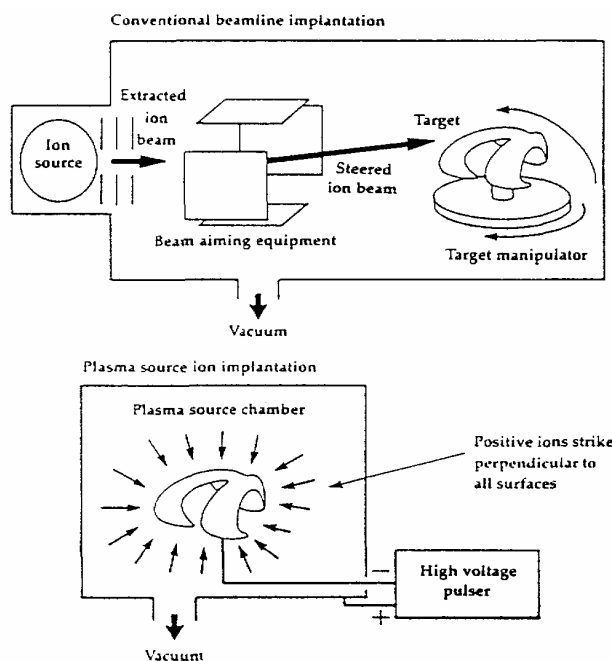 Conventional beamline implantation
Extracted
ion
beam
Ion
source
Target
Steered
ion beam
Beam aiming equipment
Target manipulator
Vacuum
Plasma source ion implantation
Plasma source chamber
Positive ions strike
perpendicular to
all surfaces
−
High voltage
pulser
+
Vacuum